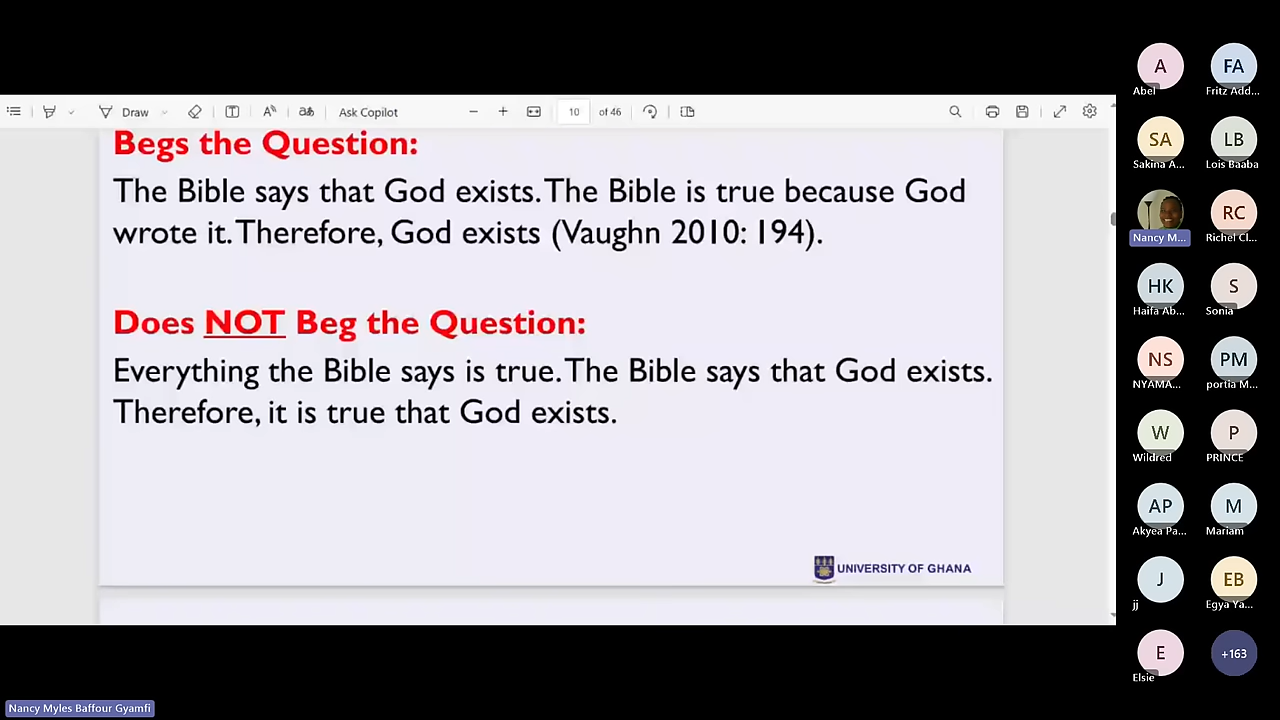 Draw
Ask Copilot
10 of 46
Begs the Question:
The Bible says that God exists. The Bible is true because God
wrote it. Therefore, God exists (Vaughn 2010: 194).
Does NOT Beg the Question:
Everything the Bible says is true. The Bible says that God exists.
Therefore, it is true that God exists.
UNIVERSITY OF GHANA
A
Abel
FA
Fritz Add...
SA
Sakina A...
LB
Lois Baaba
Nancy M...
RC
Richel Cl...
HK
Haifa Ab...
S
Sonia
NS
NYAMA...
PM
portia M...
W
Wildred
P
PRINCE
AP
Akyea Pa...
M
Mariam
J
jj
EB
Egya Ya...
E
Elsie
+163
Nancy Myles Baffour Gyamfi